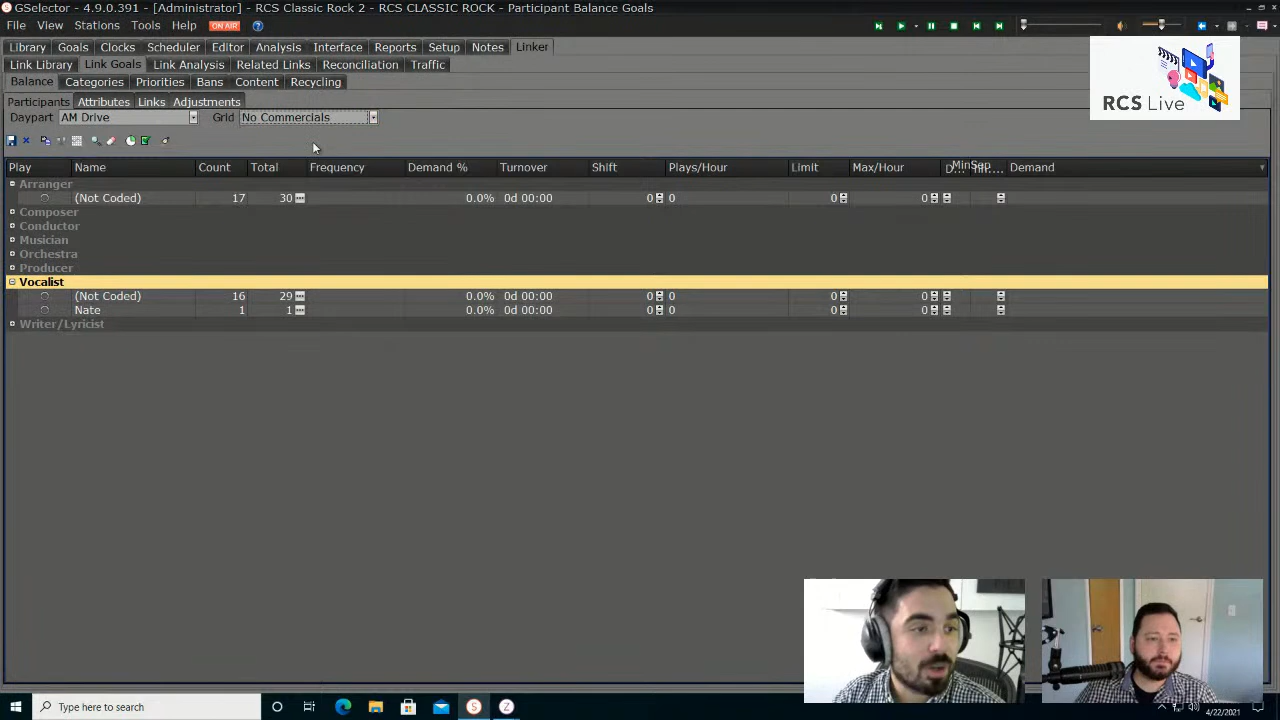 GSelector - 4.9.0.391 - [Administrator] - RCS Classic Rock 2 - RCS CLASSIC ROCK - Participant Balance Goals
File View Stations Tools Help ON AIR
Library Goals Clocks Scheduler Editor Analysis Interface Reports Setup Notes Linker
Link Library Link Goals Link Analysis Related Links Reconciliation Traffic
Balance Categories Priorities Bans Content Recycling
Participants Attributes Links Adjustments
Daypart AM Drive Grid No Commercials
RCS Live
Play Name Count Total Frequency Demand % Turnover Shift Plays/Hour Limit Max/Hour D... MinSep Demand
Arranger
(Not Coded) 17 30 0.0% 0d 00:00 0 0 0 0
Composer
Conductor
Musician
Orchestra
Producer
Vocalist
(Not Coded) 16 29 0.0% 0d 00:00 0 0 0 0
Nate 1 1 0.0% 0d 00:00 0 0 0 0
Writer/Lyricist
Type here to search
4/22/2021